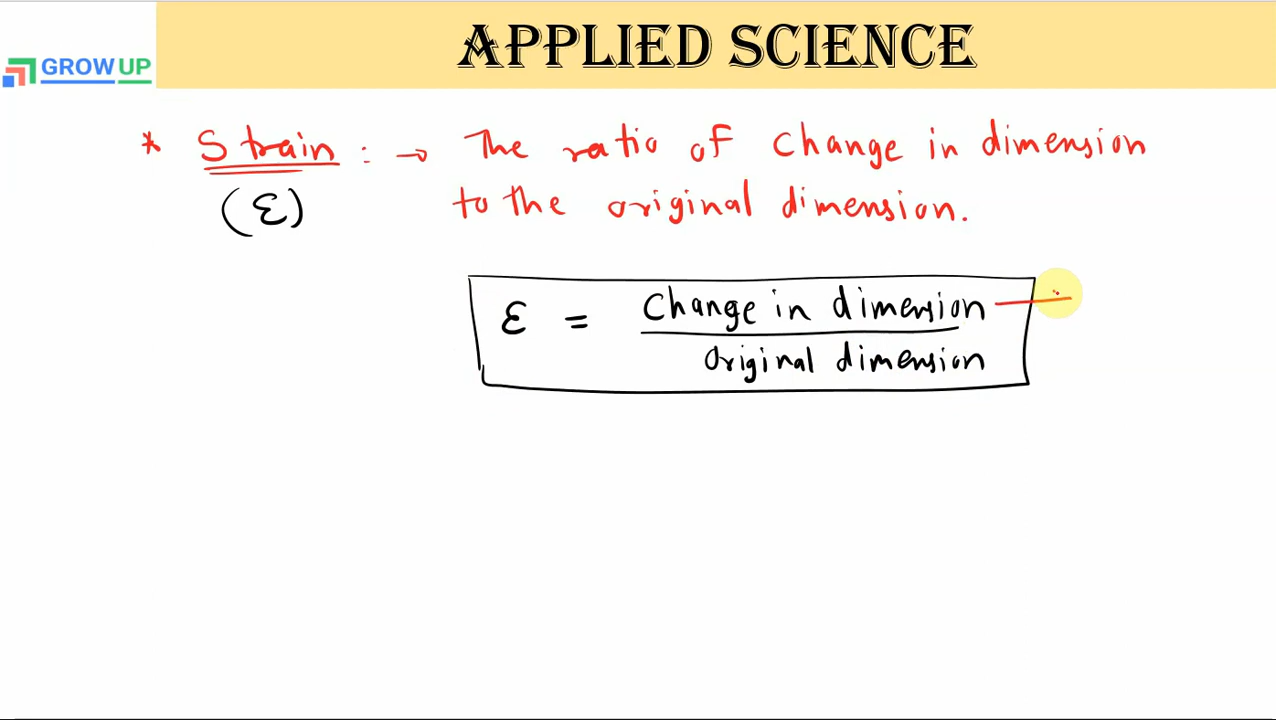 APPLIED SCIENCE
GROW UP
* Strain : → The ratio of change in dimension
(ε) to the original dimension.
ε = Change in dimension
original dimension